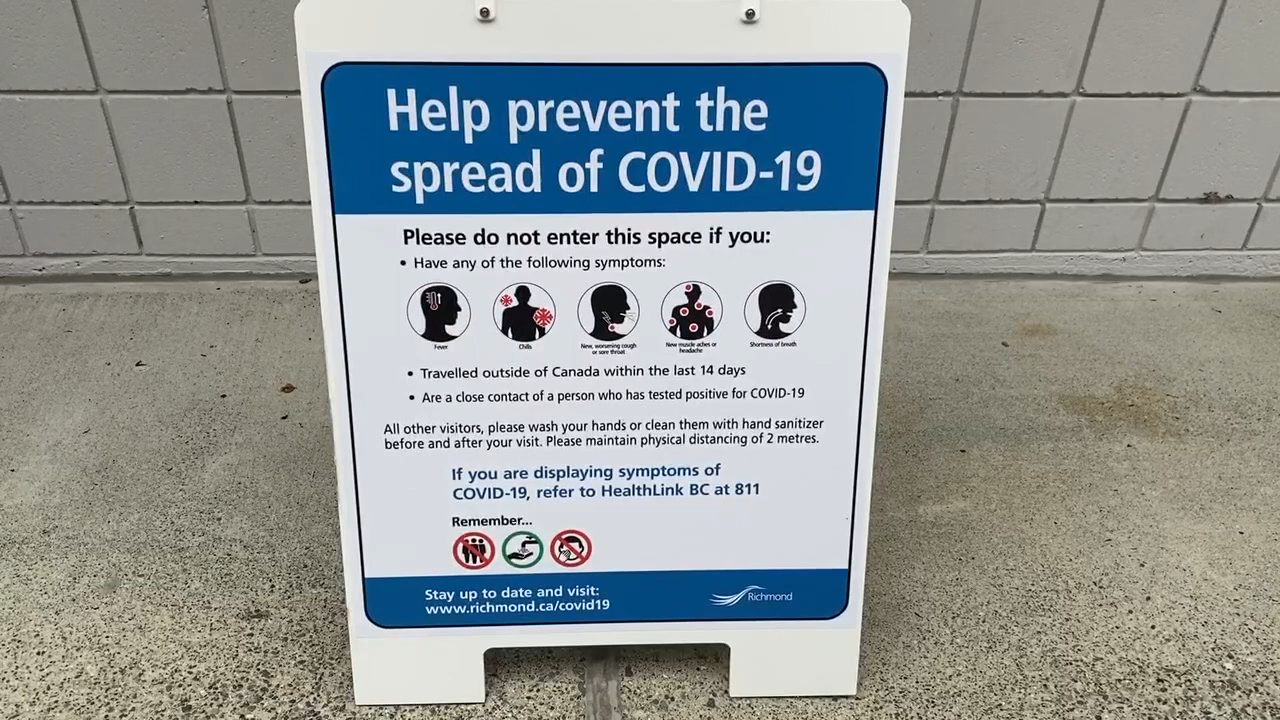 Help prevent the
spread of COVID-19
Please do not enter this space if you:
• Have any of the following symptoms:
Fever
Chills
New, worsening cough
or sore throat
New muscle aches or
headache
Shortness of breath
• Travelled outside of Canada within the last 14 days
• Are a close contact of a person who has tested positive for COVID-19
All other visitors, please wash your hands or clean them with hand sanitizer
before and after your visit. Please maintain physical distancing of 2 metres.
If you are displaying symptoms of
COVID-19, refer to HealthLink BC at 811
Remember...
Stay up to date and visit:
www.richmond.ca/covid19
Richmond